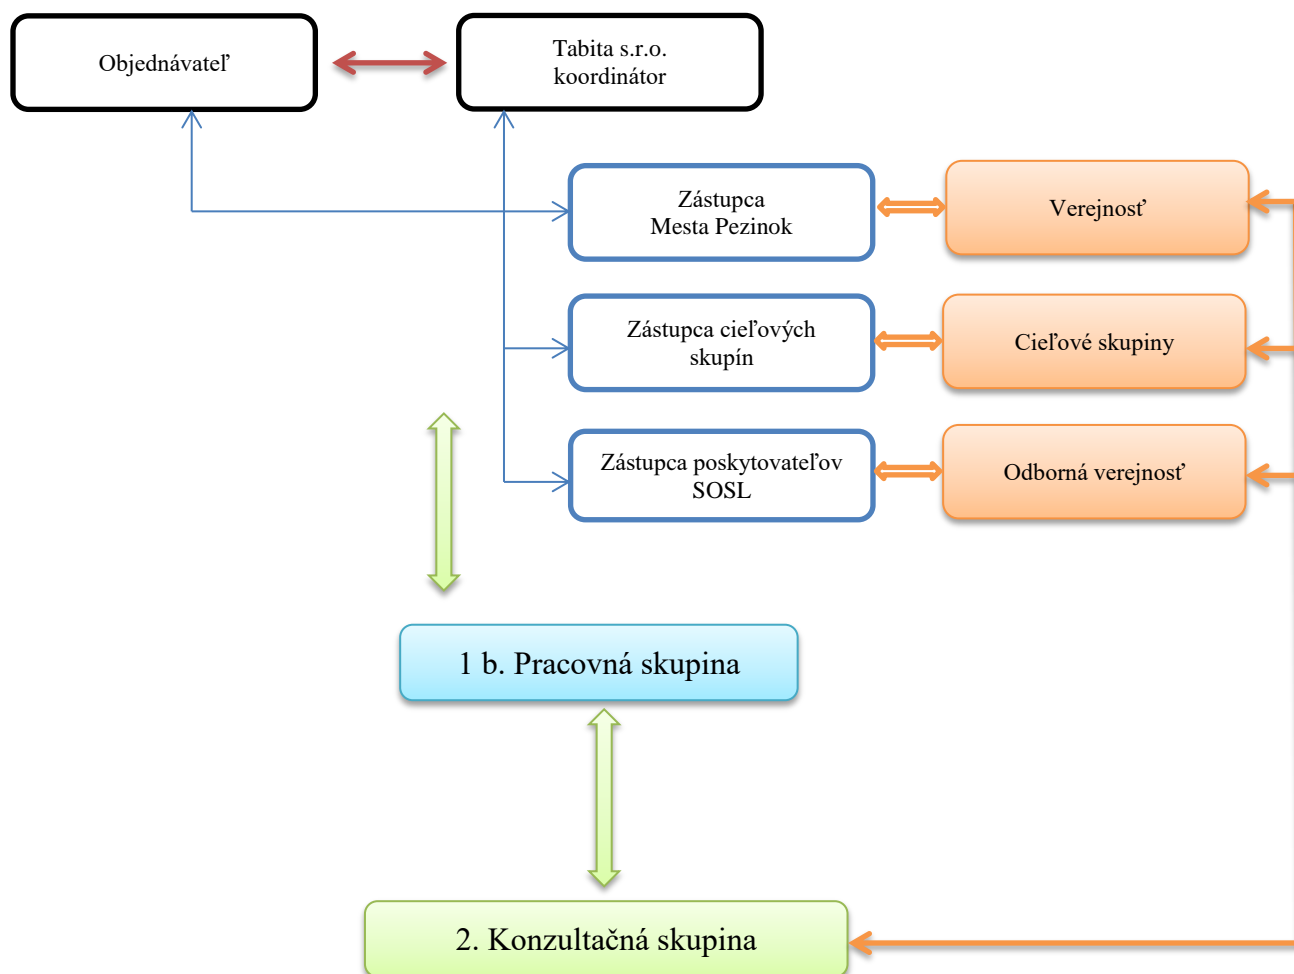 Objednávateľ
Tabita s.r.o.
koordinátor
Zástupca
Mesta Pezinok
Verejnosť
Zástupca cieľových
skupín
Cieľové skupiny
Zástupca poskytovateľov
SOSL
Odborná verejnosť
1 b. Pracovná skupina
2. Konzultačná skupina